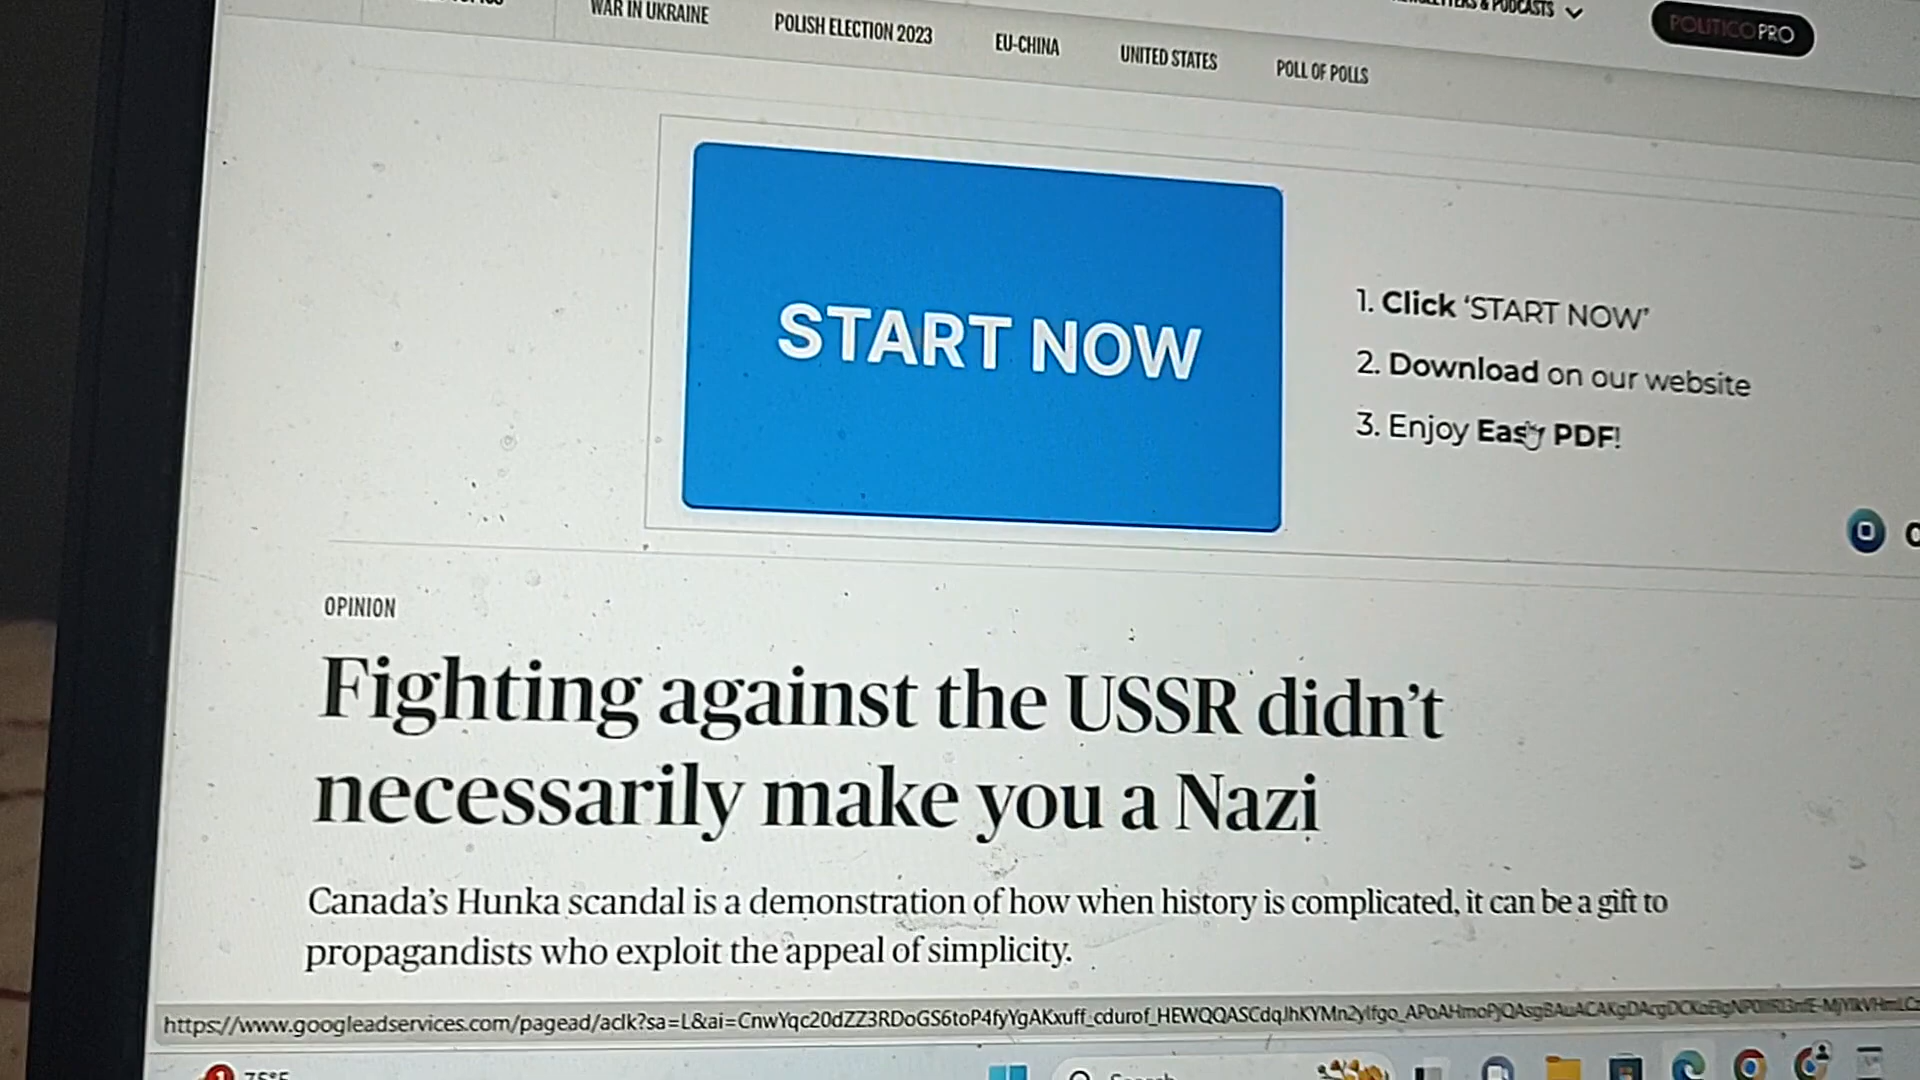 WAR IN UKRAINE
POLISH ELECTION 2023
EU-CHINA
UNITED STATES
POLL OF POLLS
& PODCASTS
POLITICO PRO
START NOW
1. Click ‘START NOW’
2. Download on our website
3. Enjoy Easy PDF!
OPINION
Fighting against the USSR didn’t
necessarily make you a Nazi
Canada’s Hunka scandal is a demonstration of how when history is complicated, it can be a gift to
propagandists who exploit the appeal of simplicity.